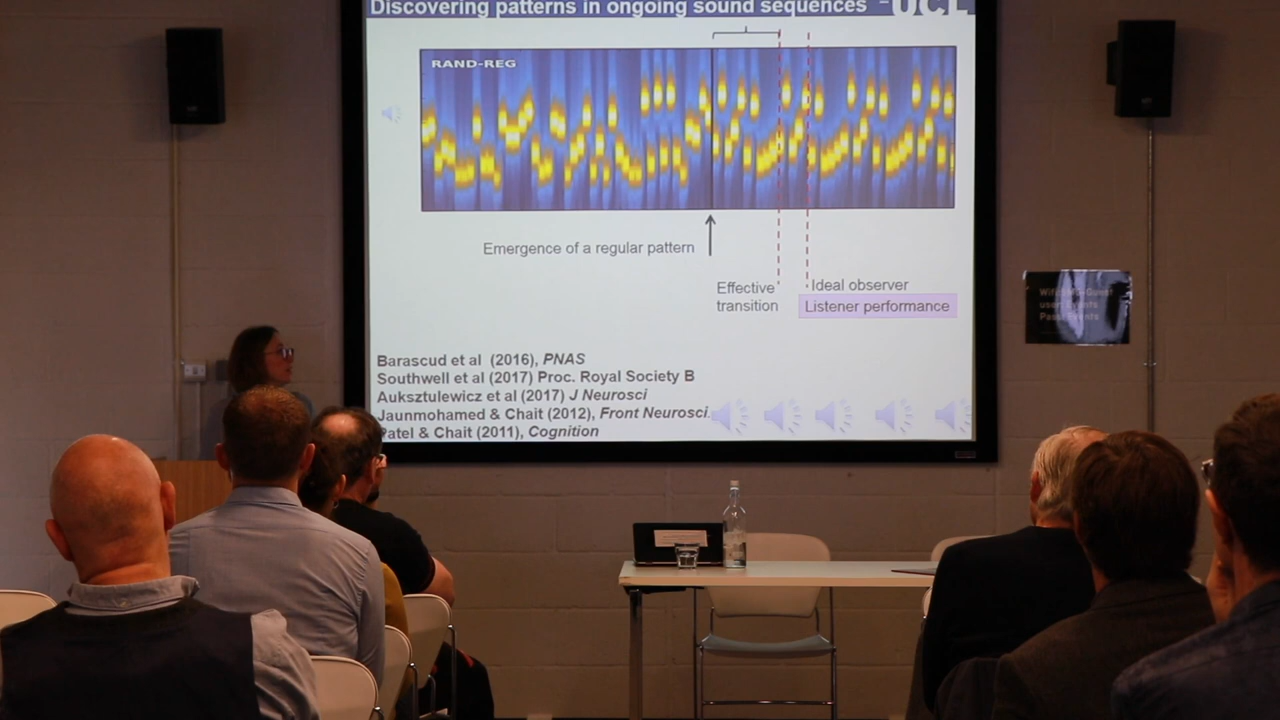 Discovering patterns in ongoing sound sequences
UCL
RAND-REG
Emergence of a regular pattern
Effective transition
Ideal observer
Listener performance
Barascud et al (2016), PNAS
Southwell et al (2017) Proc. Royal Society B
Auksztulewicz et al (2017) J Neurosci
Jaunmohamed & Chait (2012), Front Neurosci.
Patel & Chait (2011), Cognition